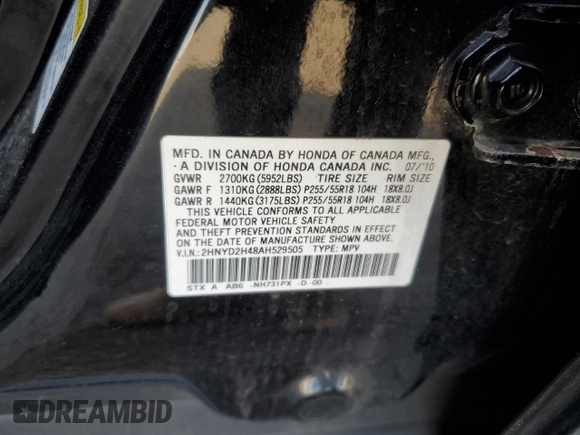 MFD. IN CANADA BY HONDA OF CANADA MFG.,
- A DIVISION OF HONDA CANADA INC. 07/'10
GVWR 2700KG(5952LBS) TIRE SIZE RIM SIZE
GAWR F 1310KG(2888LBS) P255/55R18 104H 18X8.0J
GAWR R 1440KG(3175LBS) P255/55R18 104H 18X8.0J
THIS VEHICLE CONFORMS TO ALL APPLICABLE
FEDERAL MOTOR VEHICLE SAFETY
AND THEFT PREVENTION STANDARDS IN EFFECT
ON THE DATE OF MANUFACTURE SHOWN ABOVE.
V.I.N.: 2HNYD2H48AH529505 TYPE: MPV
STX A AB6 -NH731PX -D -00
DREAMBID